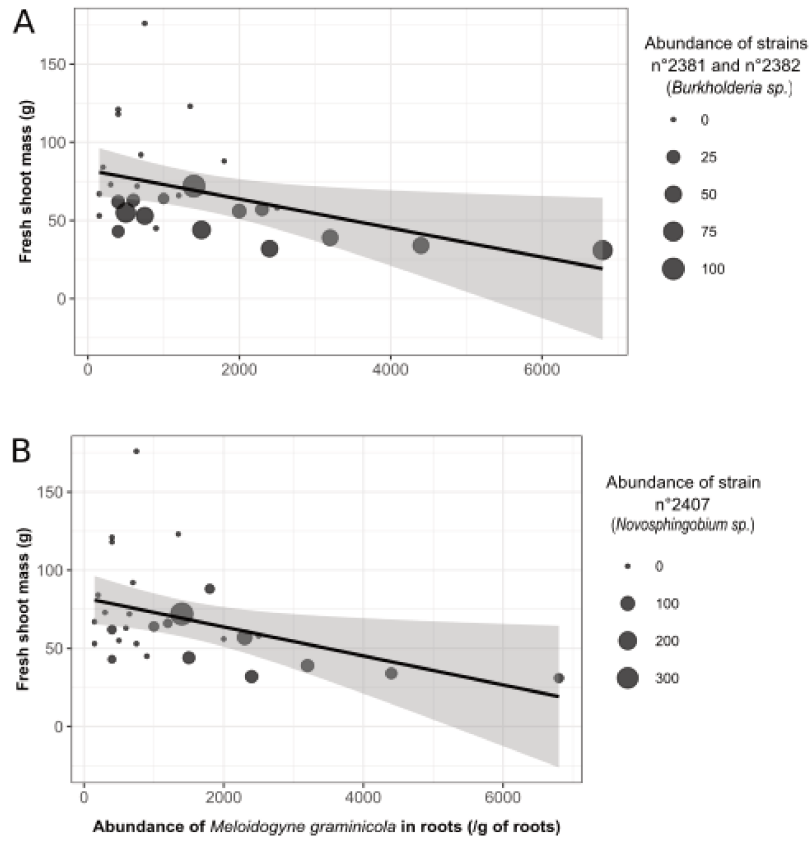 A
Fresh shoot mass (g)
150
100
50
0
0 2000 4000 6000
Abundance of strains
n°2381 and n°2382
(Burkholderia sp.)
0
25
50
75
100
B
Fresh shoot mass (g)
150
100
50
0
0 2000 4000 6000
Abundance of Meloidogyne graminicola in roots (/g of roots)
Abundance of strain
n°2407
(Novosphingobium sp.)
0
100
200
300